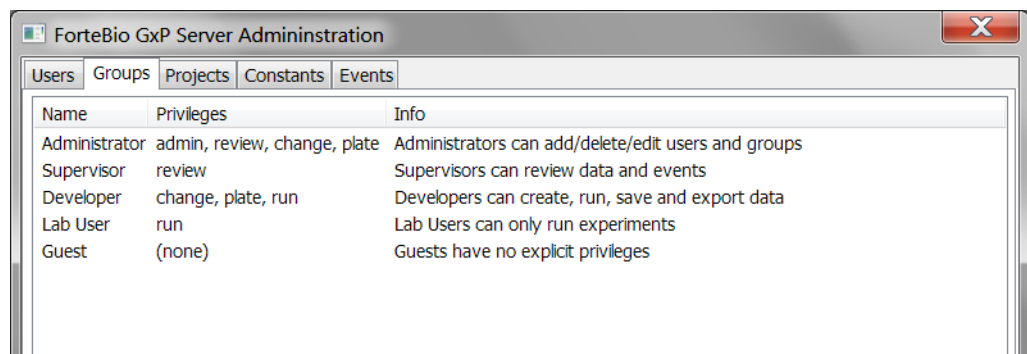 ForteBio GxP Server Admininstration
Users Groups Projects Constants Events
Name Privileges Info
Administrator admin, review, change, plate Administrators can add/delete/edit users and groups
Supervisor review Supervisors can review data and events
Developer change, plate, run Developers can create, run, save and export data
Lab User run Lab Users can only run experiments
Guest (none) Guests have no explicit privileges